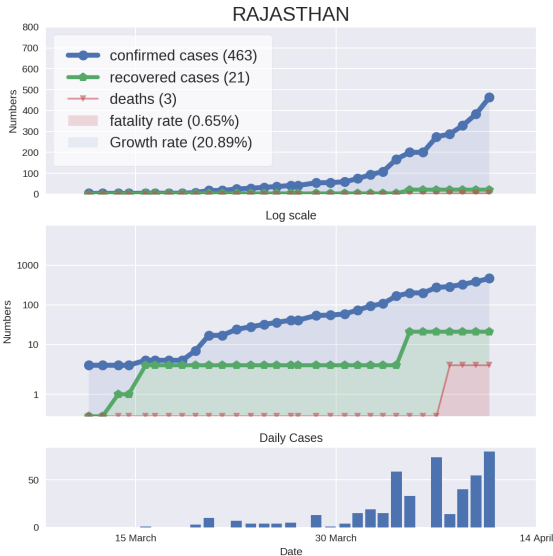 RAJASTHAN
800
700
600
500
400
300
200
100
0
Numbers
confirmed cases (463)
recovered cases (21)
deaths (3)
fatality rate (0.65%)
Growth rate (20.89%)
Log scale
1000
100
10
1
Numbers
Daily Cases
50
0
15 March
30 March
14 April
Date